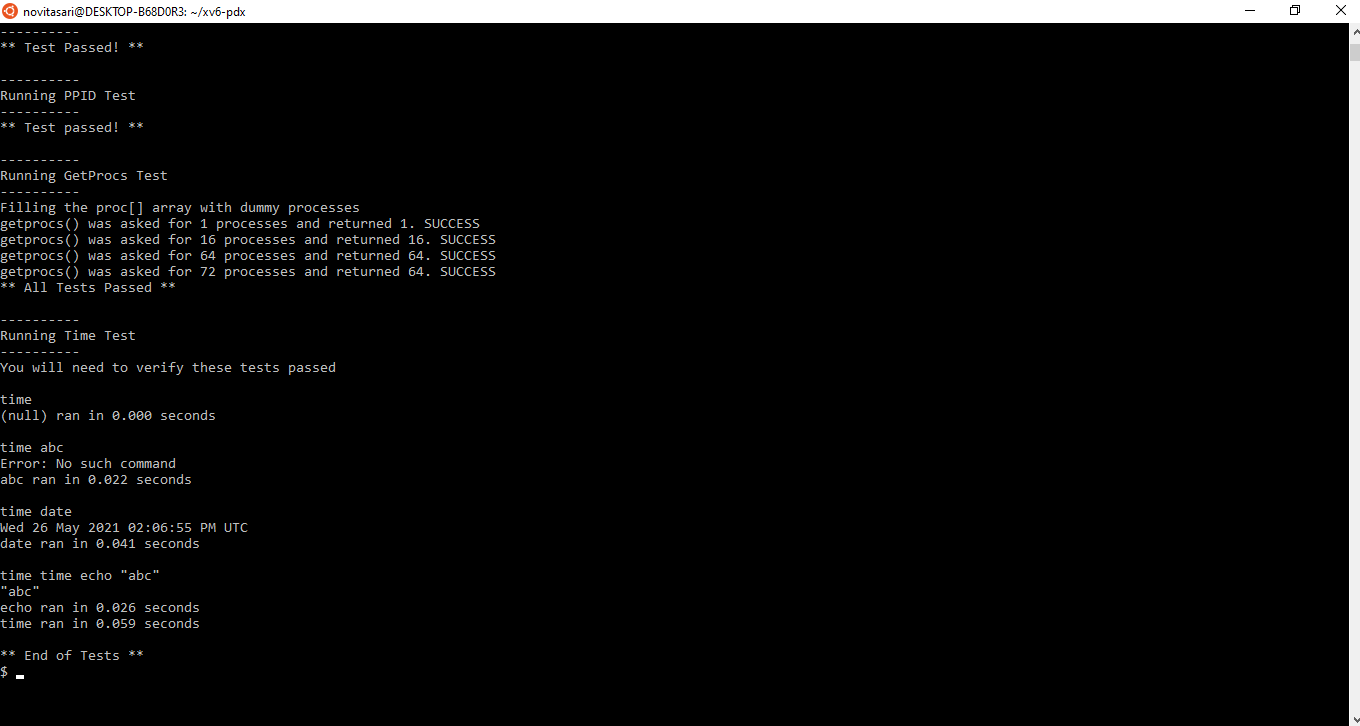 novitasari@DESKTOP-B68D0R3: ~/xv6-pdx
----------
** Test Passed! **
----------
Running PPID Test
----------
** Test passed! **
----------
Running GetProcs Test
----------
Filling the proc[] array with dummy processes
getprocs() was asked for 1 processes and returned 1. SUCCESS
getprocs() was asked for 16 processes and returned 16. SUCCESS
getprocs() was asked for 64 processes and returned 64. SUCCESS
getprocs() was asked for 72 processes and returned 64. SUCCESS
** All Tests Passed **
----------
Running Time Test
----------
You will need to verify these tests passed
time
(null) ran in 0.000 seconds
time abc
Error: No such command
abc ran in 0.022 seconds
time date
Wed 26 May 2021 02:06:55 PM UTC
date ran in 0.041 seconds
time time echo "abc"
"abc"
echo ran in 0.026 seconds
time ran in 0.059 seconds
** End of Tests **
$